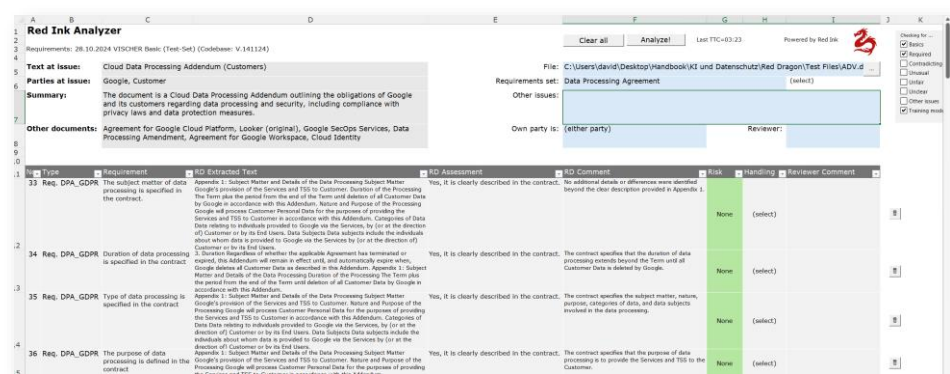 A B C D E F G H I J K
1 Red Ink Analyzer
Clear all Analyze! Last TTC=03:23 Powered by Red Ink
Requirements: 28.10.2024 VISCHER Basic (Test-Set) (Codebase: V.141124)
Text at issue: Cloud Data Processing Addendum (Customers)
File: C:\Users\david\Desktop\Handbook\KI und Datenschutz\Red Dragon\Test Files\ADV.d ...
Parties at issue: Google, Customer
Requirements set: Data Processing Agreement (select)
Summary: The document is a Cloud Data Processing Addendum outlining the obligations of Google
and its customers regarding data processing and security, including compliance with
privacy laws and data protection measures.
Other issues:
Other documents: Agreement for Google Cloud Platform, Looker (original), Google SecOps Services, Data
Processing Amendment, Agreement for Google Workspace, Cloud Identity
Own party is: (either party) Reviewer:
Checking for ...
Basics
Required
Contradicting
Unusual
Unfair
Unclear
Other issues
Training mode
Type Requirement RD Extracted Text RD Assessment RD Comment Risk Handling Reviewer Comment
33 Req. DPA_GDPR The subject matter of data
processing is specified in
the contract.
Appendix 1: Subject Matter and Details of the Data Processing Subject Matter
Google's provision of the Services and TSS to Customer. Duration of the Processing
The Term plus the period from the end of the Term until deletion of all Customer Data
by Google in accordance with this Addendum. Nature and Purpose of the Processing
Google will process Customer Personal Data for the purposes of providing the
Services and TSS to Customer in accordance with this Addendum. Categories of Data
Data relating to individuals provided to Google via the Services, by (or at the direction
of) Customer or by its End Users. Data Subjects Data subjects include the individuals
about whom data is provided to Google via the Services by (or at the direction of)
Customer or by its End Users.
Yes, it is clearly described in the contract.
No additional details or differences were identified
beyond the clear description provided in Appendix 1.
None (select)
34 Req. DPA_GDPR Duration of data processing
is specified in the contract
3. Duration Regardless of whether the applicable Agreement has terminated or
expired, this Addendum will remain in effect until, and automatically expire when,
Google deletes all Customer Data as described in this Addendum. Appendix 1: Subject
Matter and Details of the Data Processing Duration of the Processing The Term plus
the period from the end of the Term until deletion of all Customer Data by Google in
accordance with this Addendum.
Yes, it is clearly described in the contract.
The contract specifies that the duration of data
processing extends beyond the Term until all
Customer Data is deleted by Google.
None (select)
35 Req. DPA_GDPR Type of data processing is
specified in the contract
Appendix 1: Subject Matter and Details of the Data Processing Subject Matter
Google's provision of the Services and TSS to Customer. Nature and Purpose of the
Processing Google will process Customer Personal Data for the purposes of providing
the Services and TSS to Customer in accordance with this Addendum. Categories of
Data Data relating to individuals provided to Google via the Services, by (or at the
direction of) Customer or by its End Users. Data Subjects Data subjects include the
individuals about whom data is provided to Google via the Services by (or at the
direction of) Customer or by its End Users.
Yes, it is clearly described in the contract.
The contract specifies the subject matter, nature,
purpose, categories of data, and data subjects
involved in the data processing.
None (select)
36 Req. DPA_GDPR The purpose of data
processing is defined in the
contract
Appendix 1: Subject Matter and Details of the Data Processing Subject Matter
Google's provision of the Services and TSS to Customer. Nature and Purpose of the
Processing Google will process Customer Personal Data for the purposes of providing
Yes, it is clearly described in the contract.
The contract specifies that the purpose of data
processing is to provide the Services and TSS to the
Customer.
None (select)